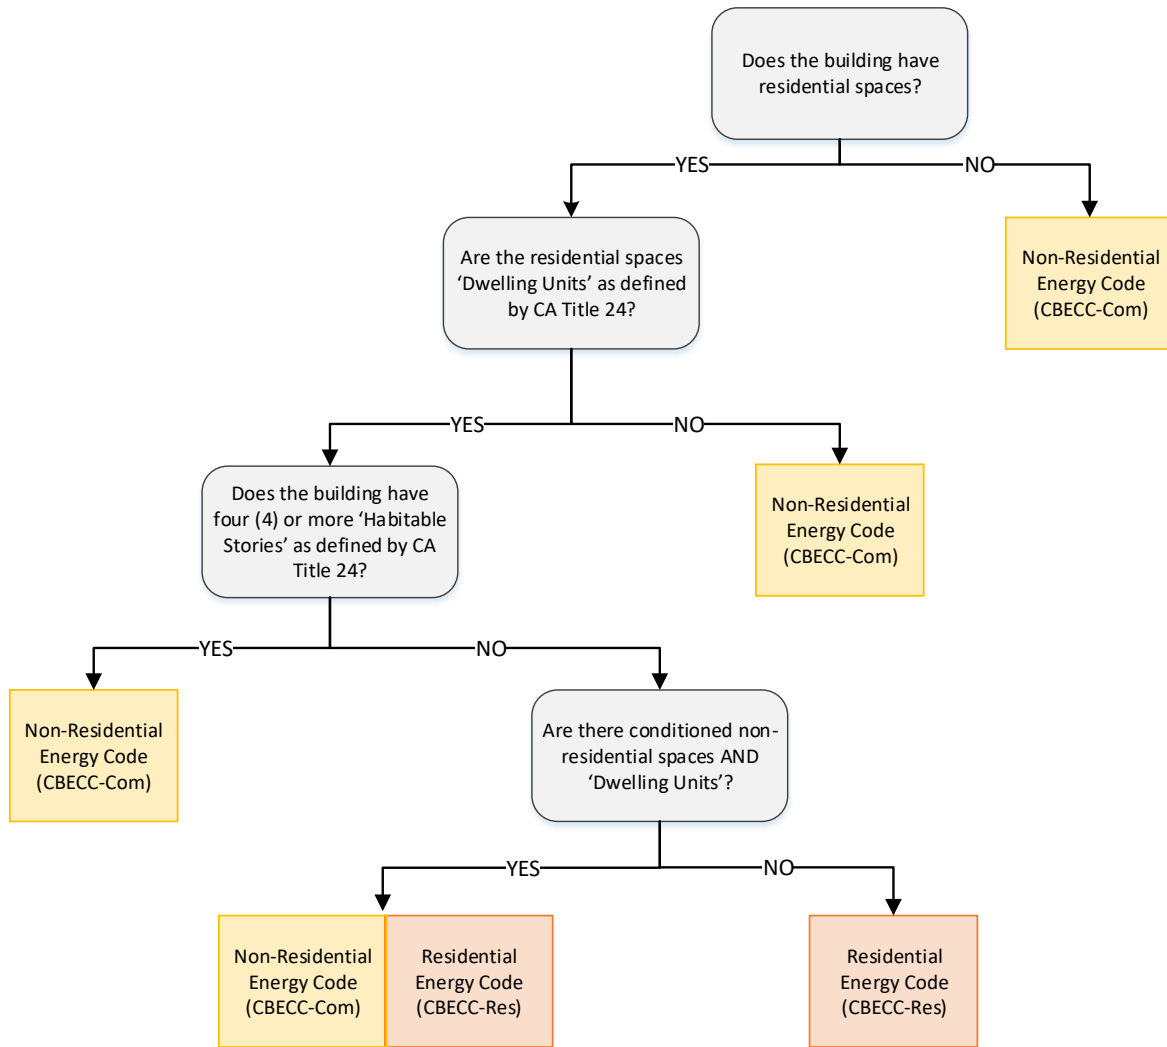 Does the building have
residential spaces?
YES
NO
Are the residential spaces
‘Dwelling Units’ as defined
by CA Title 24?
Non-Residential
Energy Code
(CBECC-Com)
YES
NO
Does the building have
four (4) or more ‘Habitable
Stories’ as defined by CA
Title 24?
Non-Residential
Energy Code
(CBECC-Com)
YES
NO
Non-Residential
Energy Code
(CBECC-Com)
Are there conditioned non-
residential spaces AND
‘Dwelling Units’?
YES
NO
Non-Residential
Energy Code
(CBECC-Com)
Residential
Energy Code
(CBECC-Res)
Residential
Energy Code
(CBECC-Res)